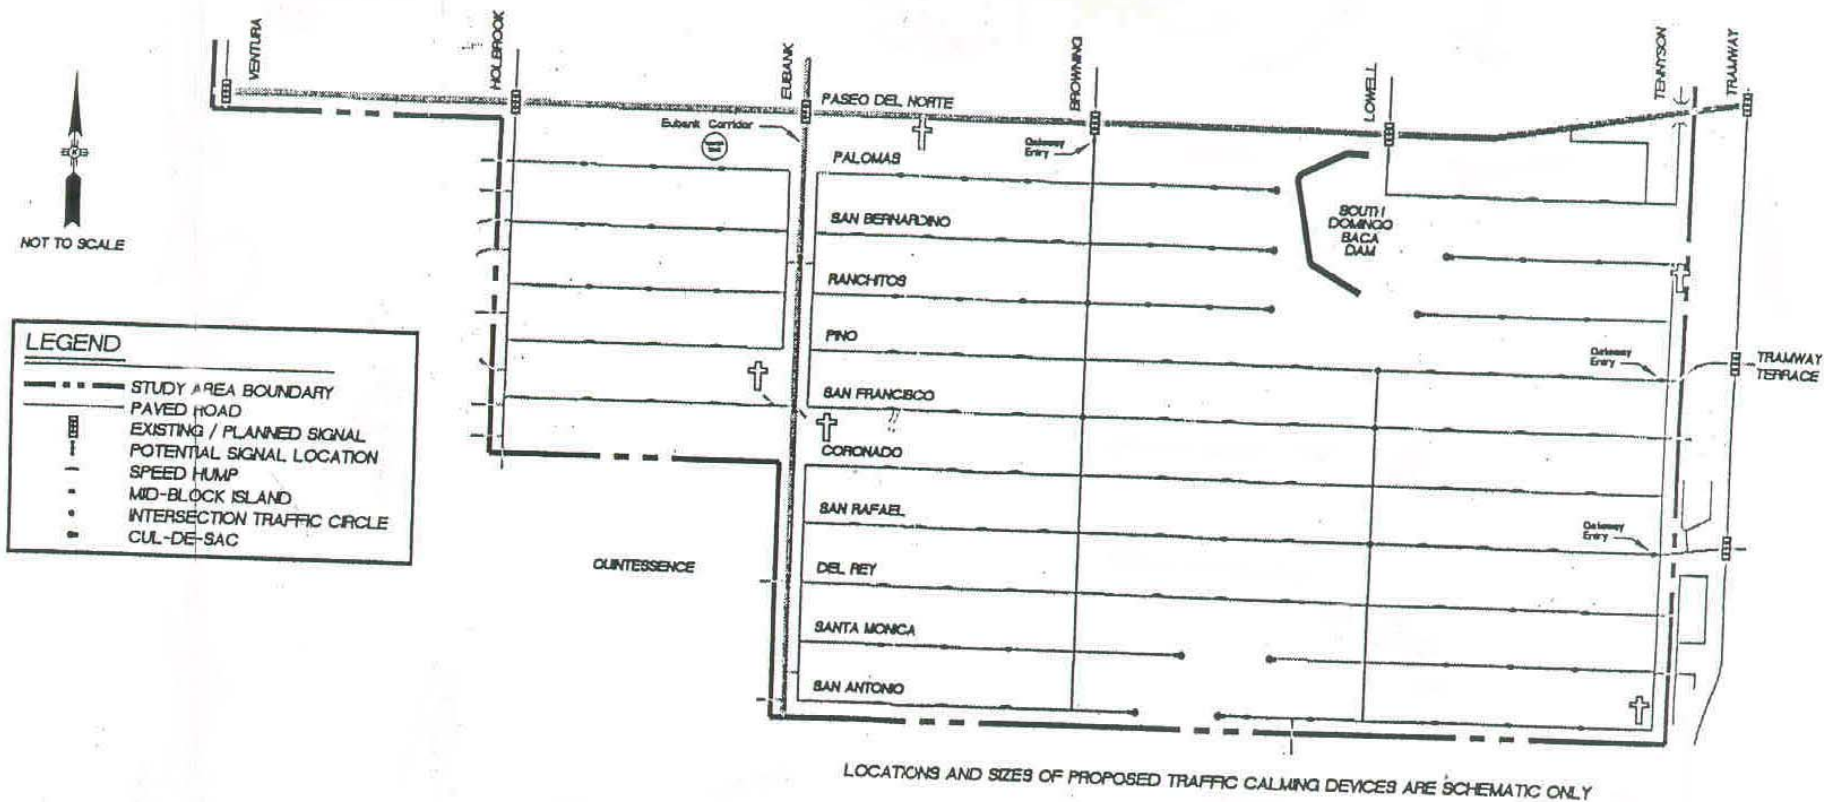 VENTURA
HOLBROOK
EUBANK
BROWNING
LOWELL
TENNYSON
TRAMWAY
PASEO DEL NORTE
Eubank Corridor
Gateway
Entry
PALOMAS
SAN BERNARDINO
SOUTH
DOMINGO
BACA
DAM
NOT TO SCALE
RANCHITOS
PINO
Gateway
Entry
TRAMWAY
TERRACE
SAN FRANCISCO
LEGEND
STUDY AREA BOUNDARY
PAVED ROAD
EXISTING / PLANNED SIGNAL
POTENTIAL SIGNAL LOCATION
SPEED HUMP
MID-BLOCK ISLAND
INTERSECTION TRAFFIC CIRCLE
CUL-DE-SAC
CORONADO
SAN RAFAEL
Gateway
Entry
QUINTESSENCE
DEL REY
SANTA MONICA
SAN ANTONIO
LOCATIONS AND SIZES OF PROPOSED TRAFFIC CALMING DEVICES ARE SCHEMATIC ONLY